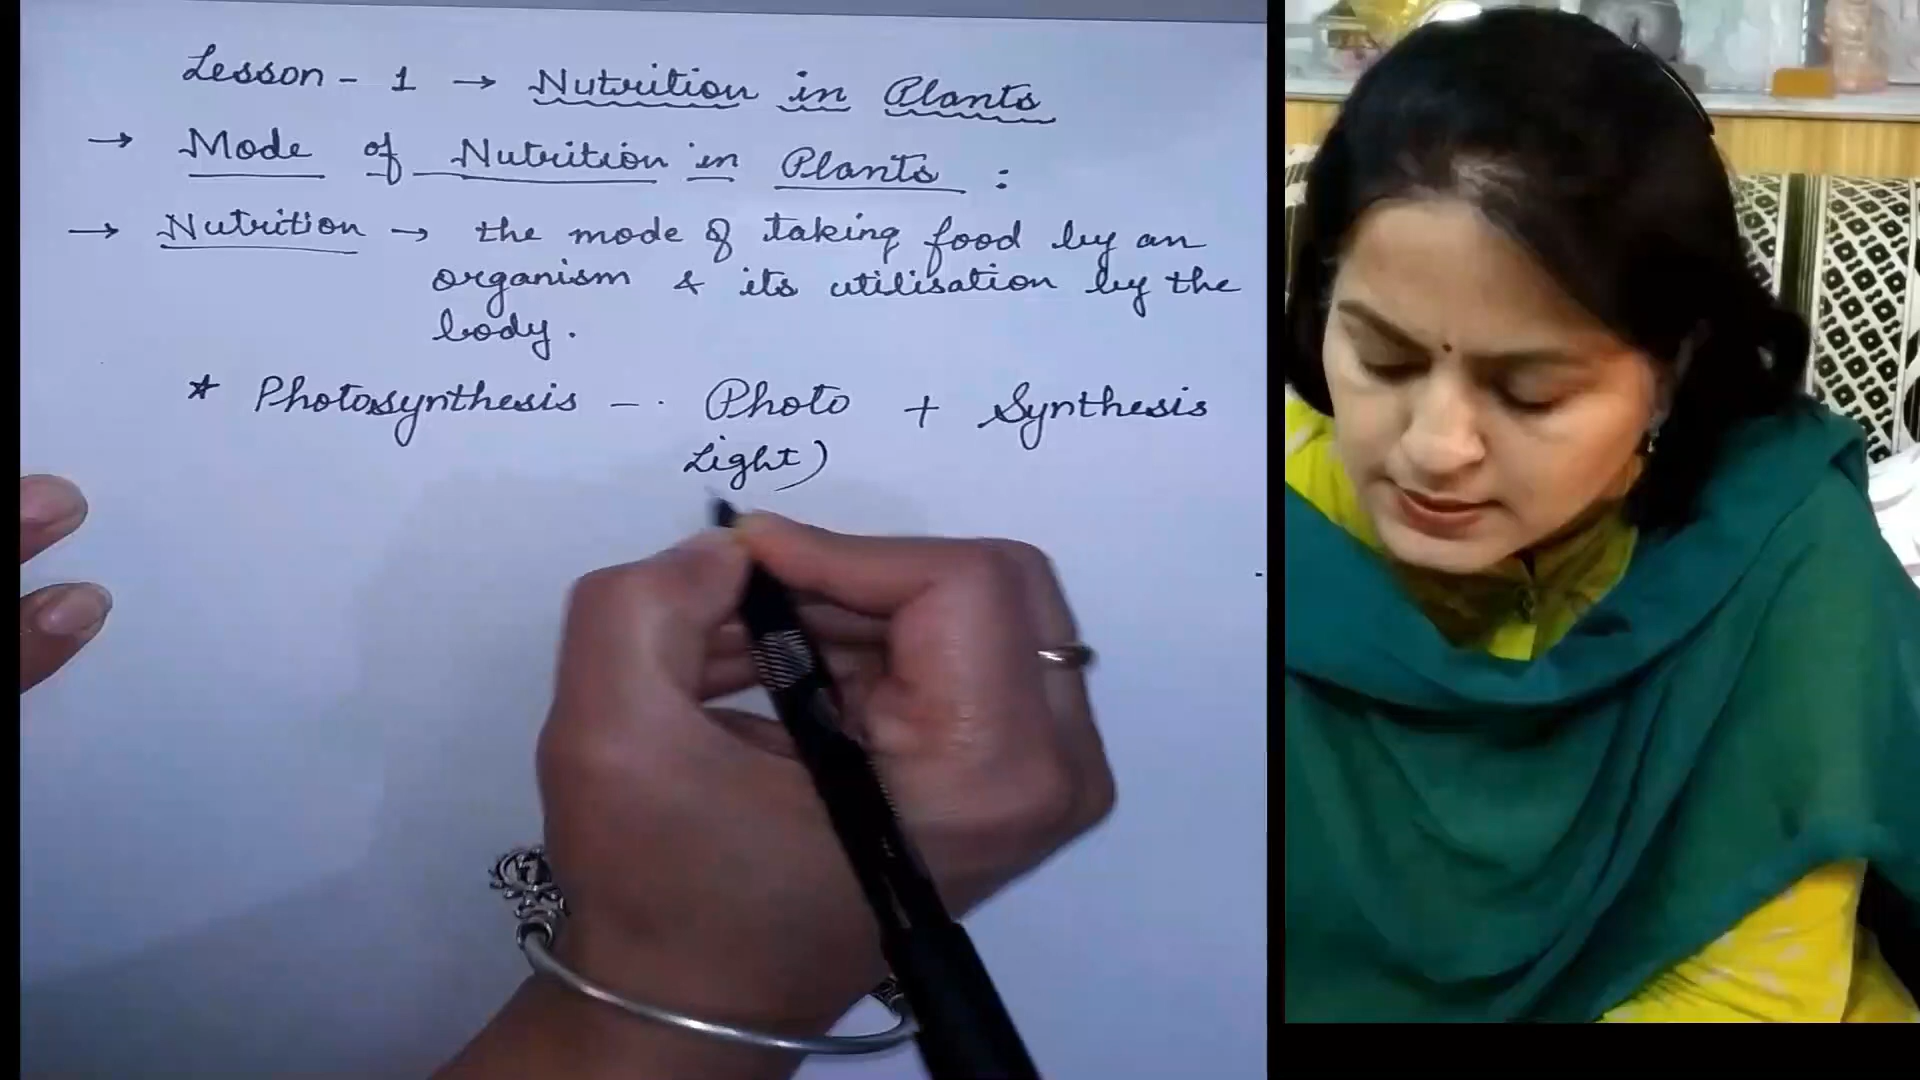 Lesson - 1 → Nutrition in Plants
→ Mode of Nutrition in Plants :
→ Nutrition → the mode of taking food by an
organism & its utilisation by the
body.
* Photosynthesis - . Photo + Synthesis
Light)